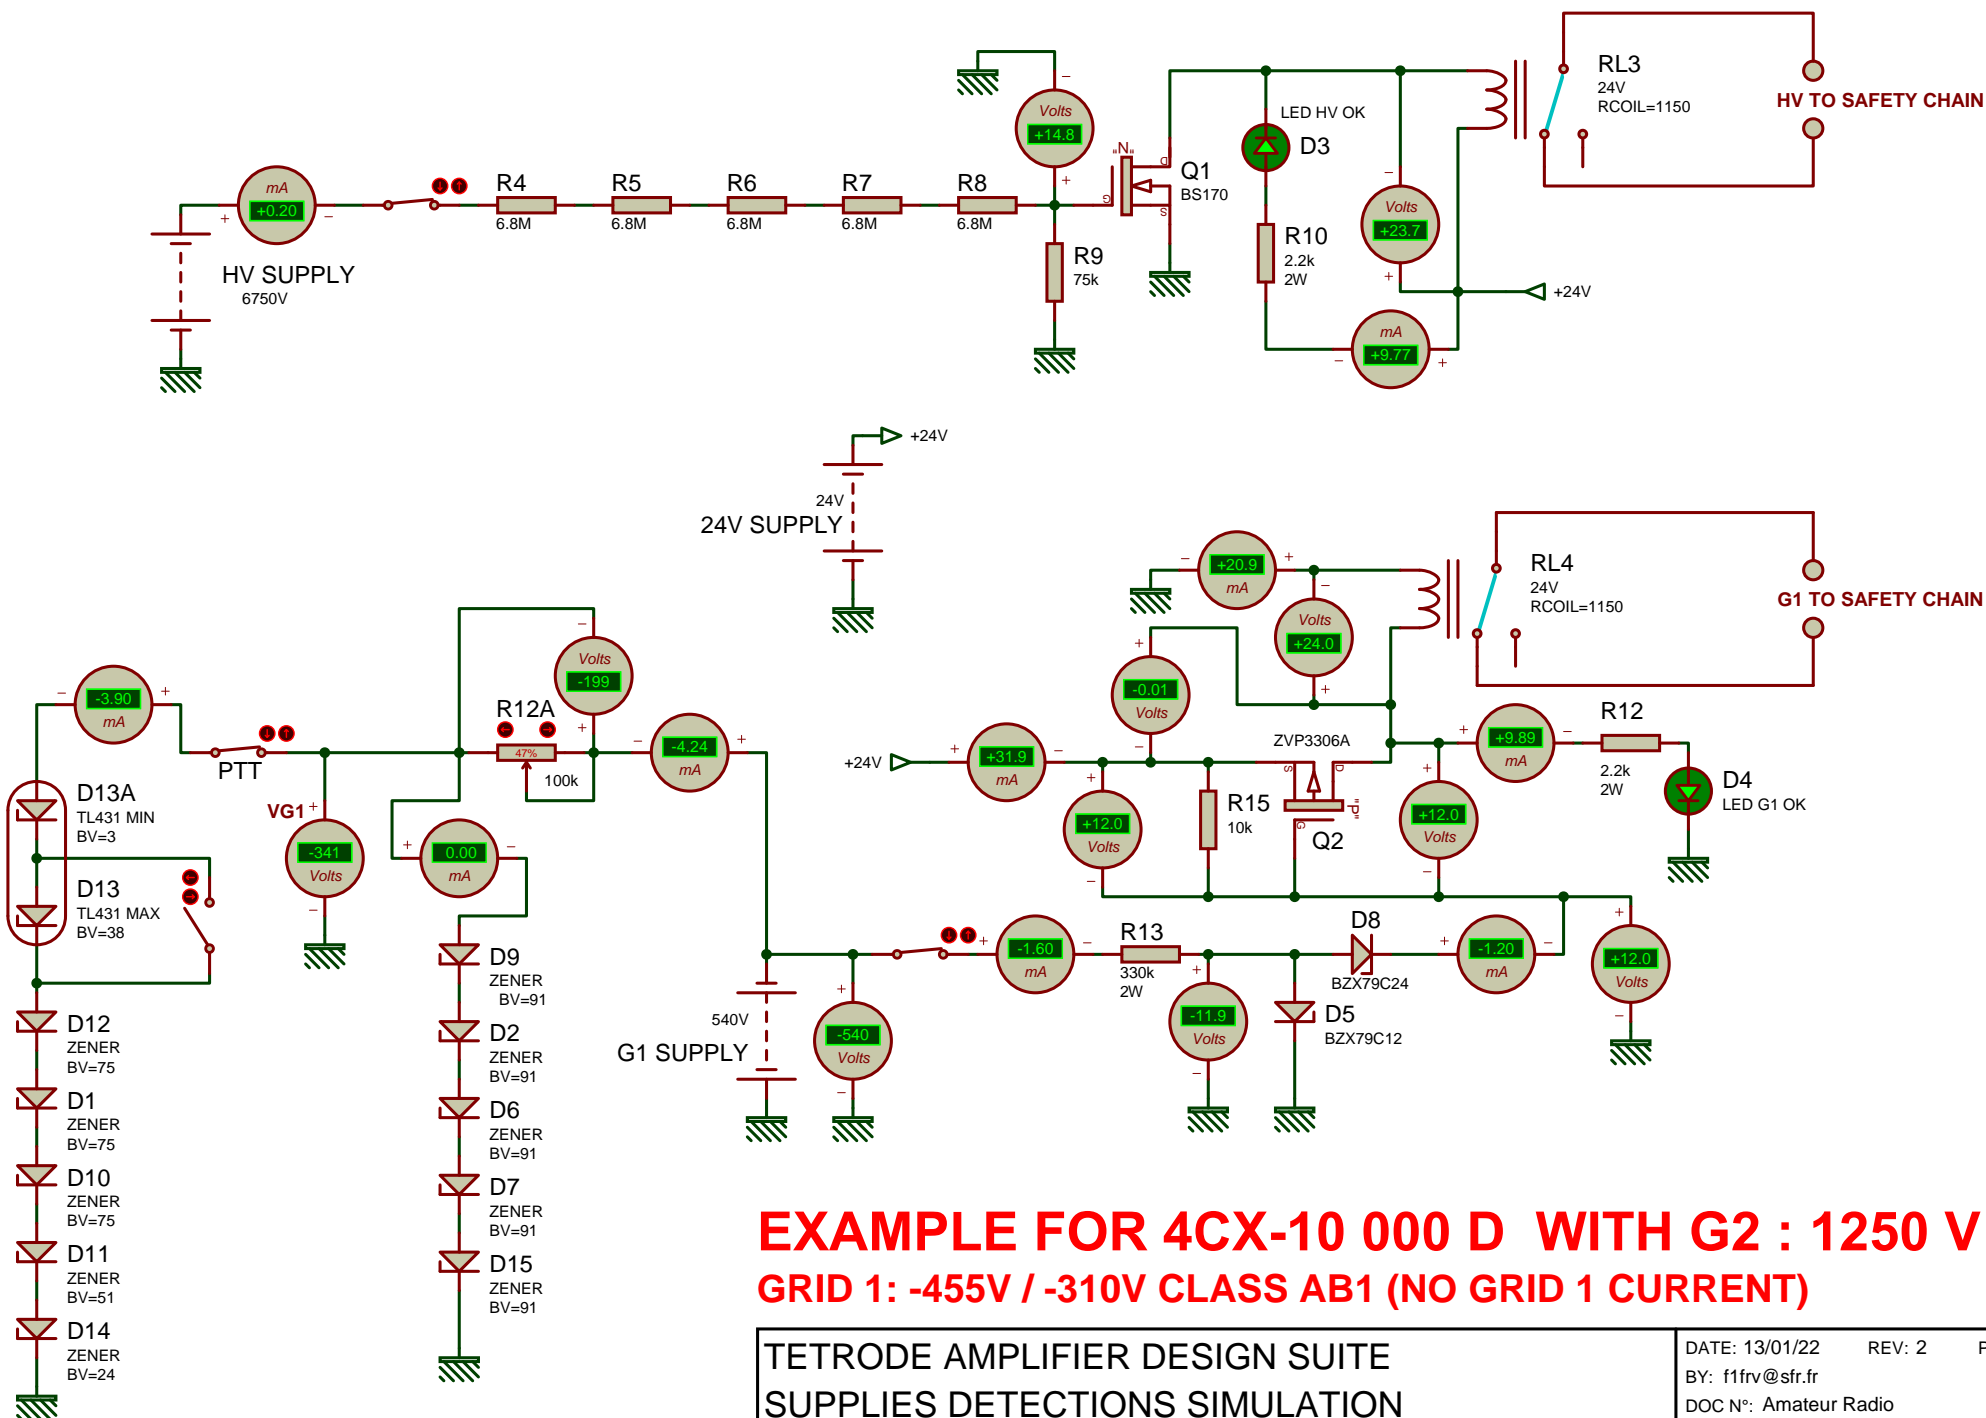 mA
+0.20
+
−
HV SUPPLY
6750V
R4
6.8M
R5
6.8M
R6
6.8M
R7
6.8M
R8
6.8M
−
Volts
+14.8
+
R9
75k
"N"
D
G
S
Q1
BS170
LED HV OK
D3
R10
2.2k
2W
−
Volts
+23.7
+
mA
+9.77
−
+
+24V
RL3
24V
RCOIL=1150
HV TO SAFETY CHAIN
+24V
24V
24V SUPPLY
−
+20.9
mA
+
−
Volts
+24.0
+
RL4
24V
RCOIL=1150
G1 TO SAFETY CHAIN
+
-0.01
Volts
−
+24V
+
+31.9
mA
−
+
+12.0
Volts
−
R15
10k
ZVP3306A
S
D
G
"P"
Q2
+
+12.0
Volts
−
+
+9.89
mA
−
R12
2.2k
2W
D4
LED G1 OK
−
-3.90
mA
+
PTT
D13A
TL431 MIN
BV=3
D13
TL431 MAX
BV=38
VG1
+
-341
Volts
−
−
Volts
-199
+
R12A
47%
100k
−
-4.24
mA
+
+
0.00
mA
−
D12
ZENER
BV=75
D1
ZENER
BV=75
D10
ZENER
BV=75
D11
ZENER
BV=51
D14
ZENER
BV=24
D9
ZENER
BV=91
D2
ZENER
BV=91
D6
ZENER
BV=91
D7
ZENER
BV=91
D15
ZENER
BV=91
540V
G1 SUPPLY
+
-540
Volts
−
+
-1.60
mA
−
R13
330k
2W
+
-11.9
Volts
−
D8
BZX79C24
D5
BZX79C12
+
-1.20
mA
−
+
+12.0
Volts
−
EXAMPLE FOR 4CX-10 000 D WITH G2 : 1250 V
GRID 1: -455V / -310V CLASS AB1 (NO GRID 1 CURRENT)
TETRODE AMPLIFIER DESIGN SUITE
SUPPLIES DETECTIONS SIMULATION
DATE: 13/01/22 REV: 2
BY: f1frv@sfr.fr
DOC N°: Amateur Radio